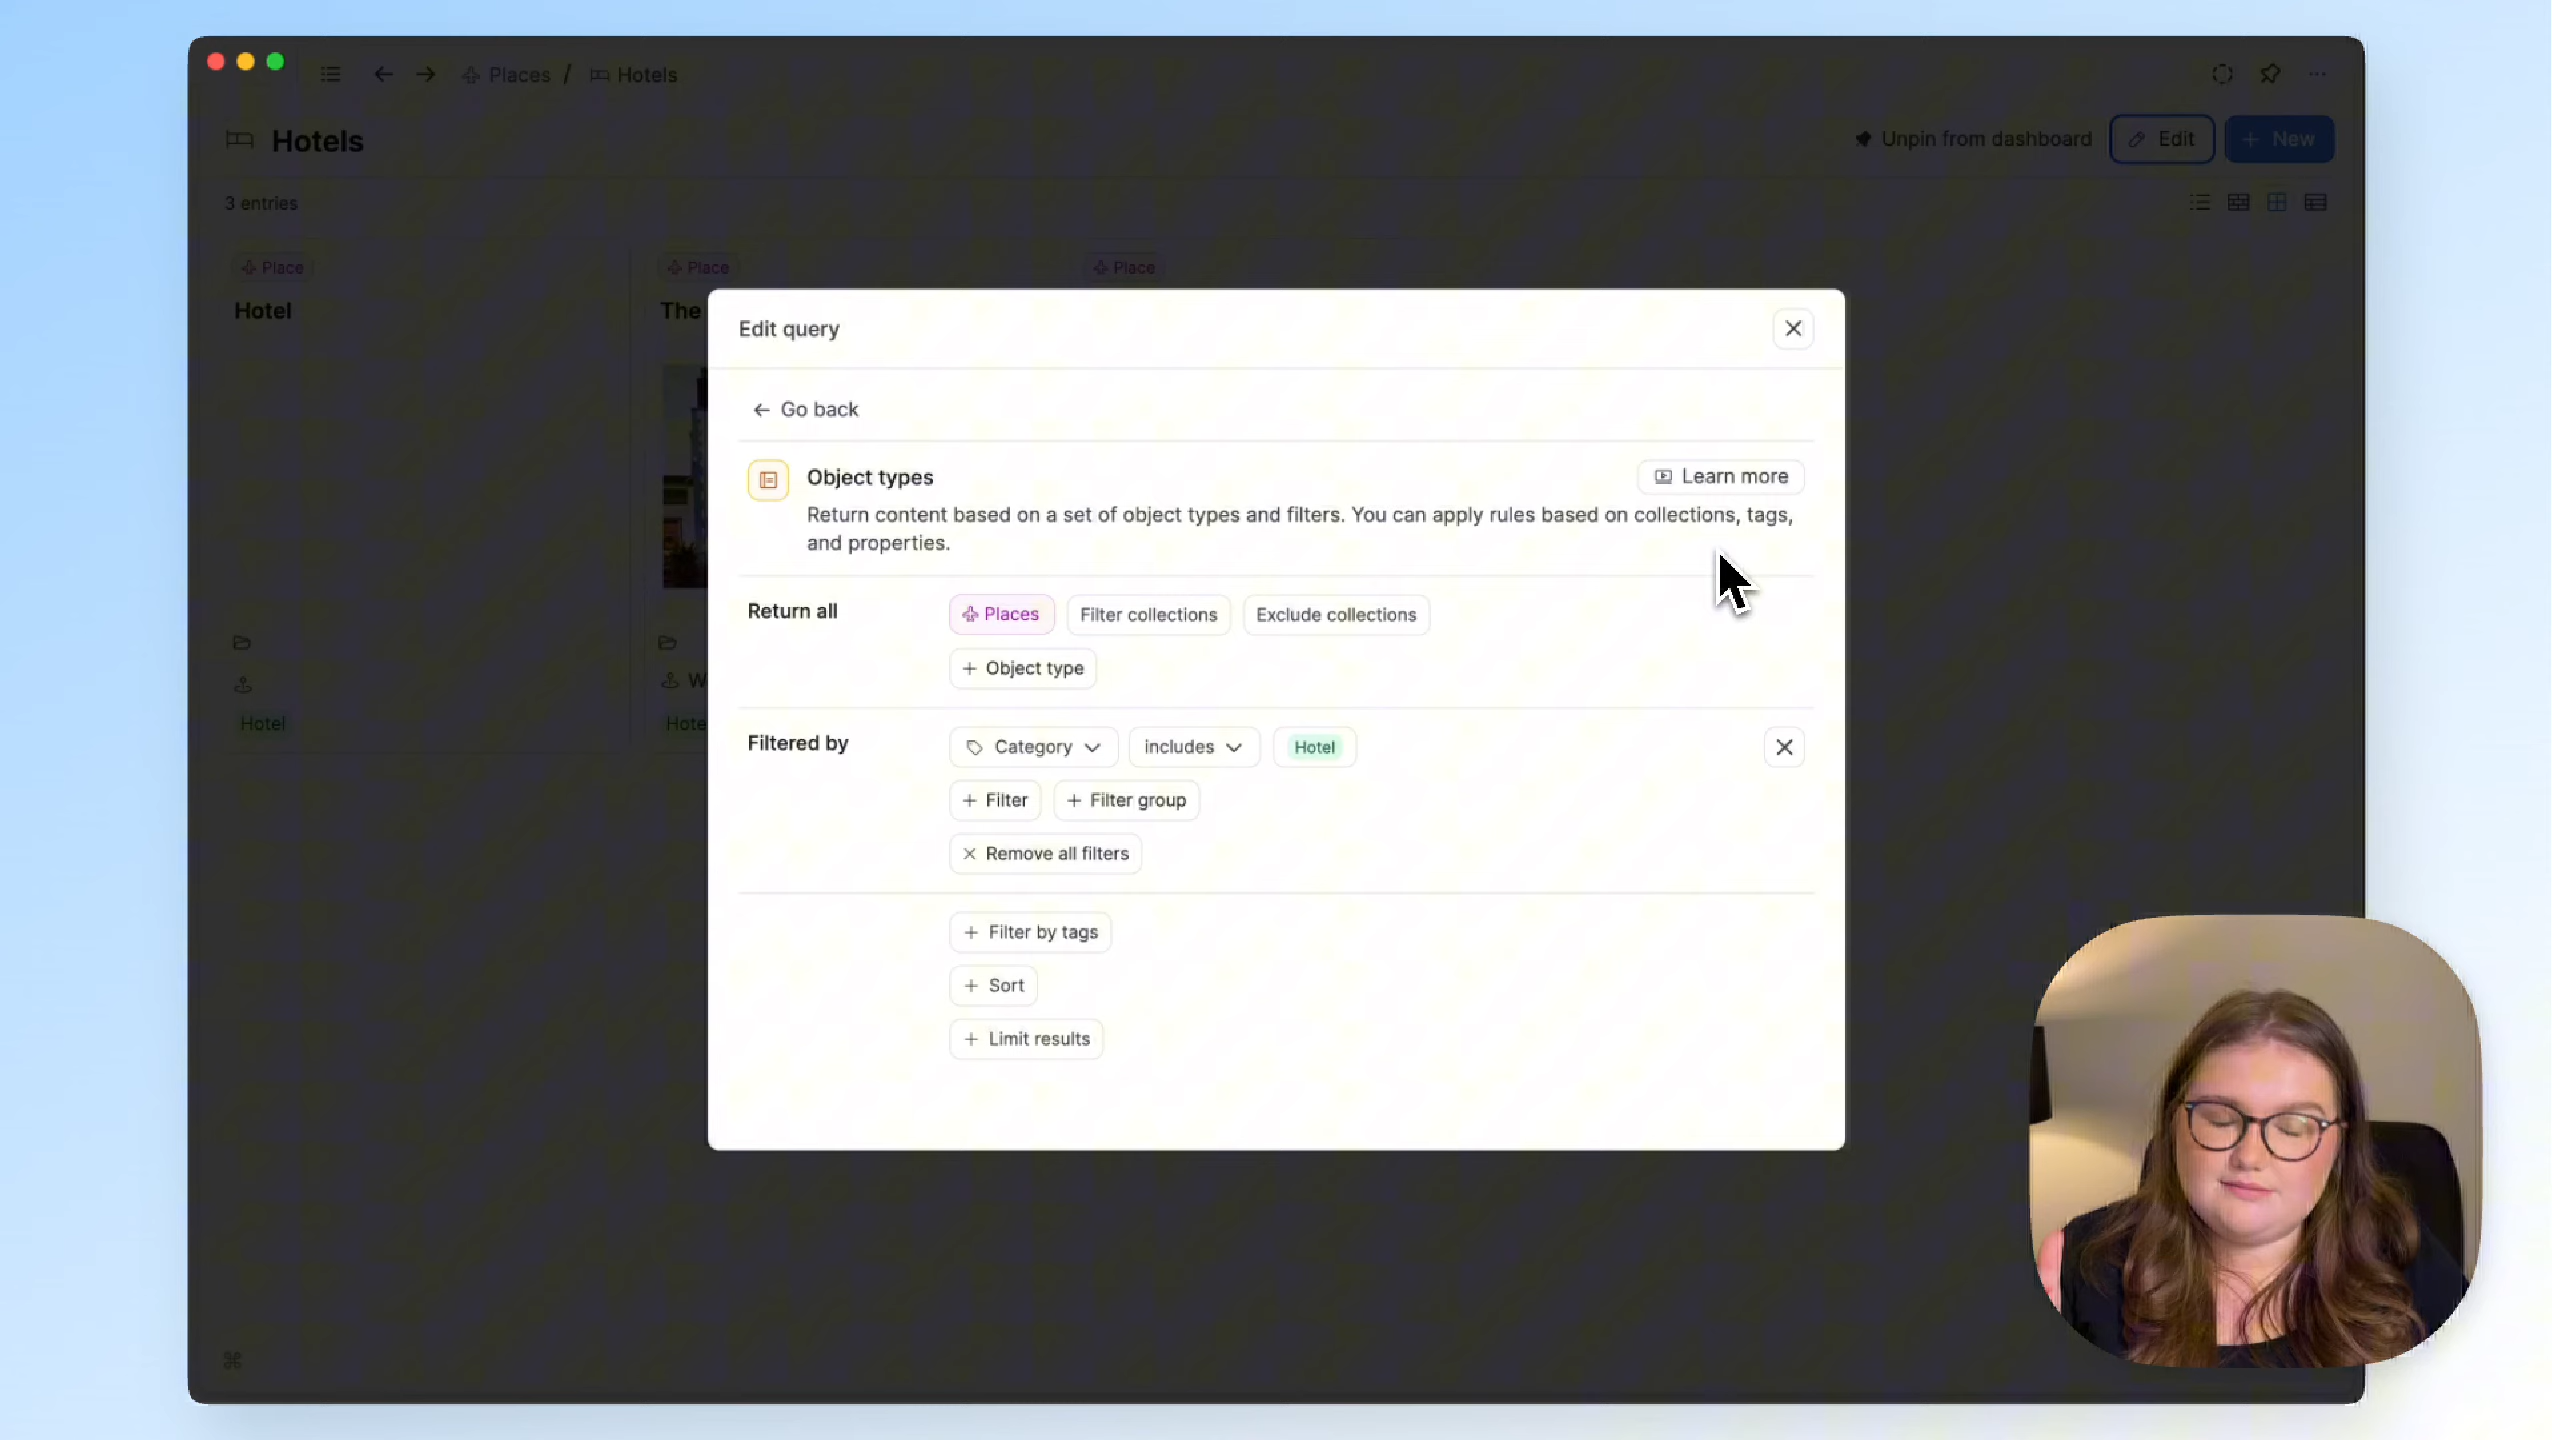 Places / Hotels
Hotels
Unpin from dashboard
Edit
+ New
3 entries
Place
Place
Place
Hotel
The
Hotel
W
Hote
Edit query
Go back
Object types
Learn more
Return content based on a set of object types and filters. You can apply rules based on collections, tags,
and properties.
Return all
Places
Filter collections
Exclude collections
+ Object type
Filtered by
Category
includes
Hotel
+ Filter
+ Filter group
Remove all filters
+ Filter by tags
+ Sort
+ Limit results